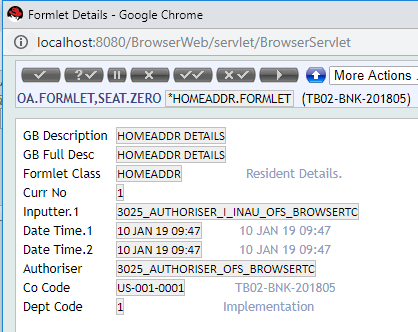 Formlet Details - Google Chrome
localhost:8080/BrowserWeb/servlet/BrowserServlet
More Actions ..
OA.FORMLET,SEAT.ZERO *HOMEADDR.FORMLET (TB02-BNK-201805)
GB Description HOMEADDR DETAILS
GB Full Desc HOMEADDR DETAILS
Formlet Class HOMEADDR Resident Details.
Curr No 1
Inputter.1 3025_AUTHORISER_I_INAU_OFS_BROWSERTC
Date Time.1 10 JAN 19 09:47 10 JAN 19 09:47
Date Time.2 10 JAN 19 09:47 10 JAN 19 09:47
Authoriser 3025_AUTHORISER_OFS_BROWSERTC
Co Code US-001-0001 TB02-BNK-201805
Dept Code 1 Implementation